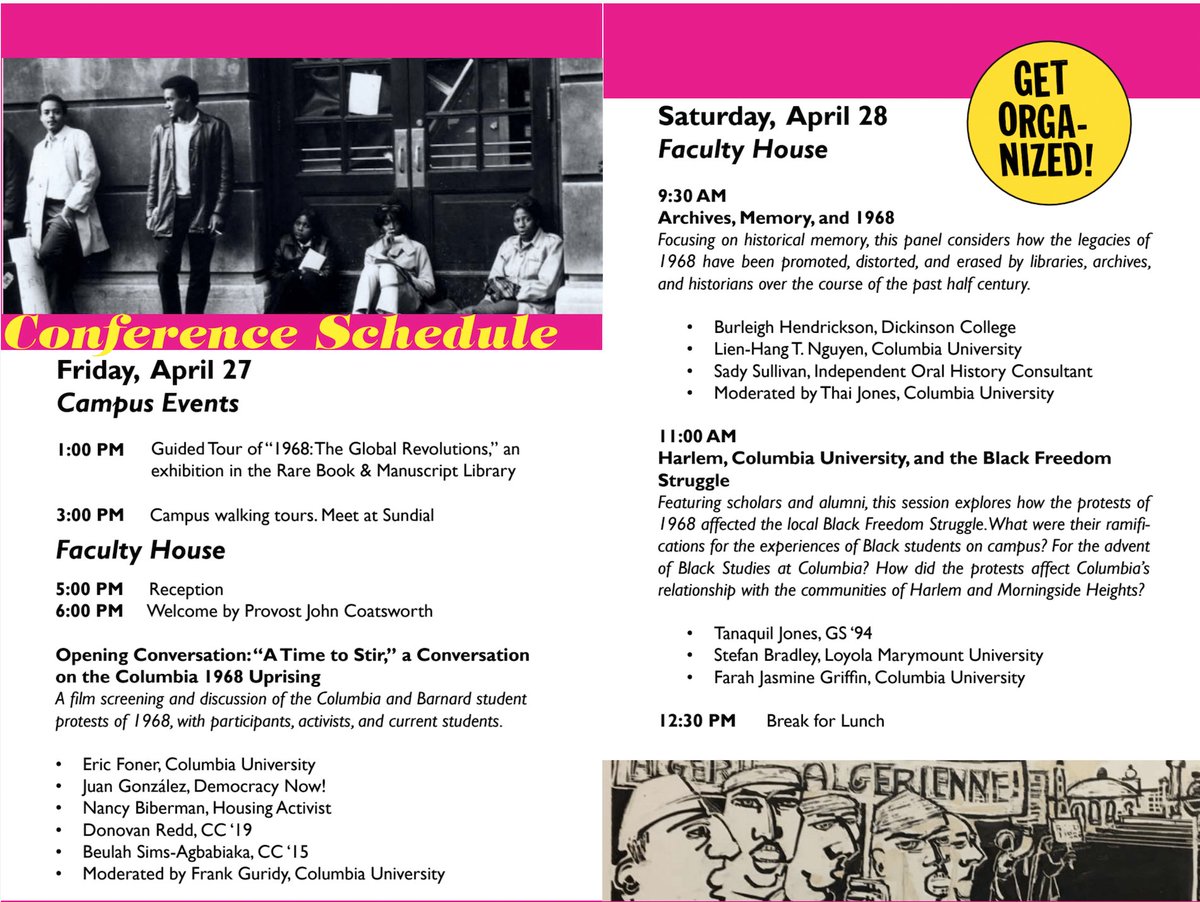 Conference Schedule
Friday, April 27
Campus Events
1:00 PM Guided Tour of “1968: The Global Revolutions,” an
exhibition in the Rare Book & Manuscript Library
3:00 PM Campus walking tours. Meet at Sundial
Faculty House
5:00 PM Reception
6:00 PM Welcome by Provost John Coatsworth
Opening Conversation: “A Time to Stir,” a Conversation
on the Columbia 1968 Uprising
A film screening and discussion of the Columbia and Barnard student
protests of 1968, with participants, activists, and current students.
• Eric Foner, Columbia University
• Juan González, Democracy Now!
• Nancy Biberman, Housing Activist
• Donovan Redd, CC ‘19
• Beulah Sims-Agbabiaka, CC ‘15
• Moderated by Frank Guridy, Columbia University
GET
ORGA-
NIZED!
Saturday, April 28
Faculty House
9:30 AM
Archives, Memory, and 1968
Focusing on historical memory, this panel considers how the legacies of
1968 have been promoted, distorted, and erased by libraries, archives,
and historians over the course of the past half century.
• Burleigh Hendrickson, Dickinson College
• Lien-Hang T. Nguyen, Columbia University
• Sady Sullivan, Independent Oral History Consultant
• Moderated by Thai Jones, Columbia University
11:00 AM
Harlem, Columbia University, and the Black Freedom
Struggle
Featuring scholars and alumni, this session explores how the protests of
1968 affected the local Black Freedom Struggle. What were their ramifi-
cations for the experiences of Black students on campus? For the advent
of Black Studies at Columbia? How did the protests affect Columbia’s
relationship with the communities of Harlem and Morningside Heights?
• Tanaquil Jones, GS ‘94
• Stefan Bradley, Loyola Marymount University
• Farah Jasmine Griffin, Columbia University
12:30 PM Break for Lunch
ALGERIENNE!